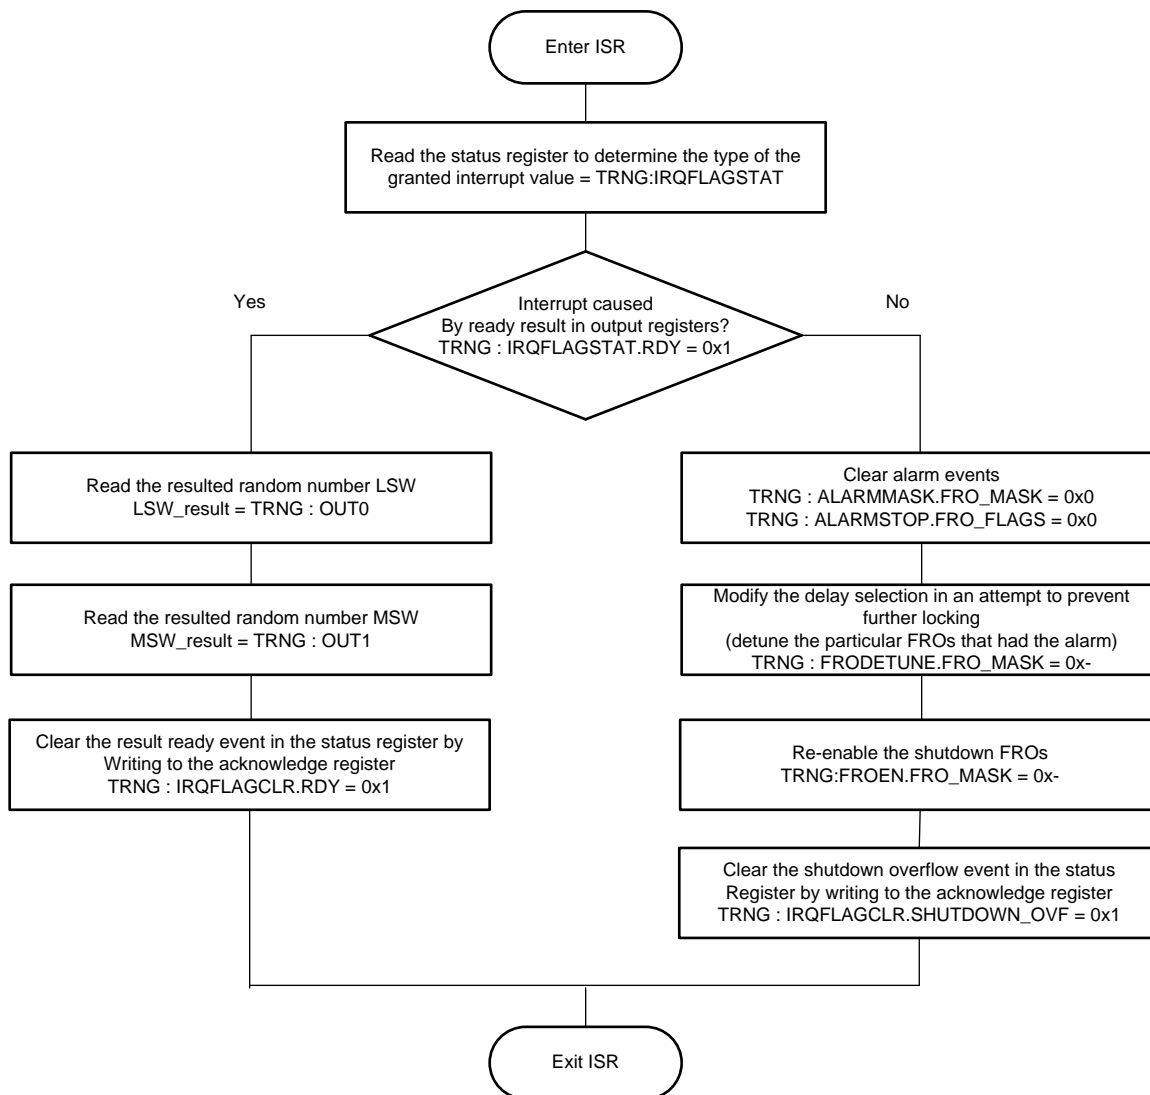 Enter ISR
Read the status register to determine the type of the
granted interrupt value = TRNG:IRQFLAGSTAT
Yes
Interrupt caused
By ready result in output registers?
TRNG : IRQFLAGSTAT.RDY = 0x1
No
Read the resulted random number LSW
LSW_result = TRNG : OUT0
Read the resulted random number MSW
MSW_result = TRNG : OUT1
Clear the result ready event in the status register by
Writing to the acknowledge register
TRNG : IRQFLAGCLR.RDY = 0x1
Clear alarm events
TRNG : ALARMMASK.FRO_MASK = 0x0
TRNG : ALARMSTOP.FRO_FLAGS = 0x0
Modify the delay selection in an attempt to prevent
further locking
(detune the particular FROs that had the alarm)
TRNG : FRODETUNE.FRO_MASK = 0x-
Re-enable the shutdown FROs
TRNG:FROEN.FRO_MASK = 0x-
Clear the shutdown overflow event in the status
Register by writing to the acknowledge register
TRNG : IRQFLAGCLR.SHUTDOWN_OVF = 0x1
Exit ISR